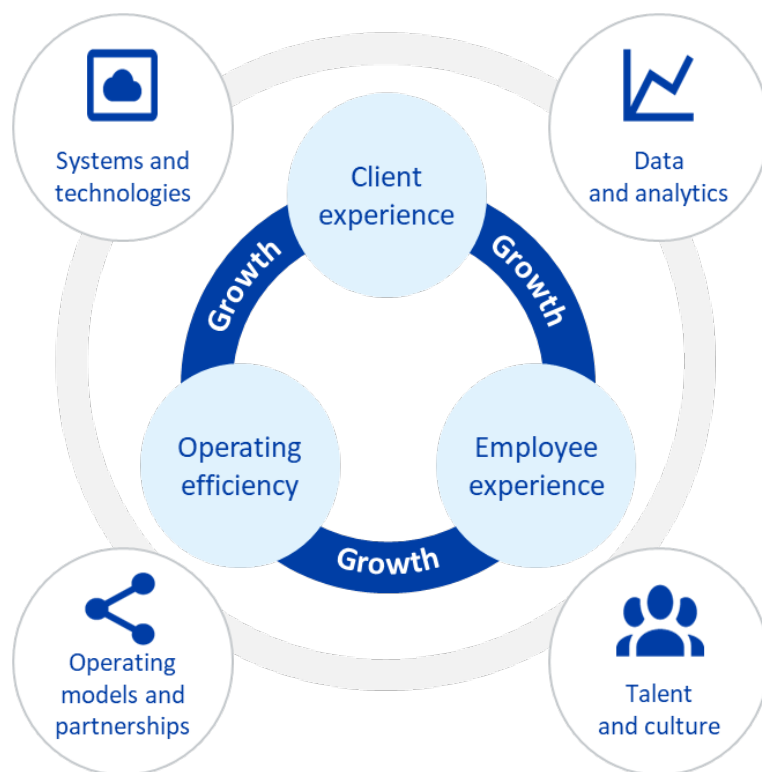 Systems and
technologies
Data
and analytics
Client
experience
Growth
Growth
Operating
efficiency
Employee
experience
Growth
Operating
models and
partnerships
Talent
and culture